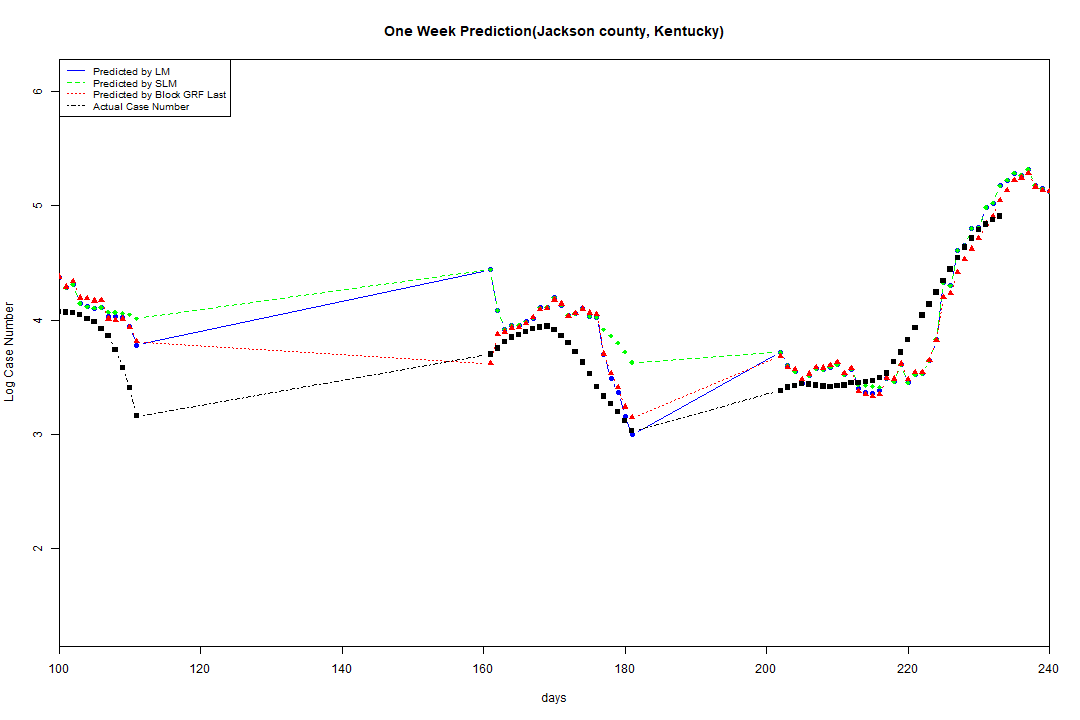 One Week Prediction(Jackson county, Kentucky)
Predicted by LM
Predicted by SLM
Predicted by Block GRF Last
Actual Case Number
6
5
4
3
2
Log Case Number
100 120 140 160 180 200 220 240
days